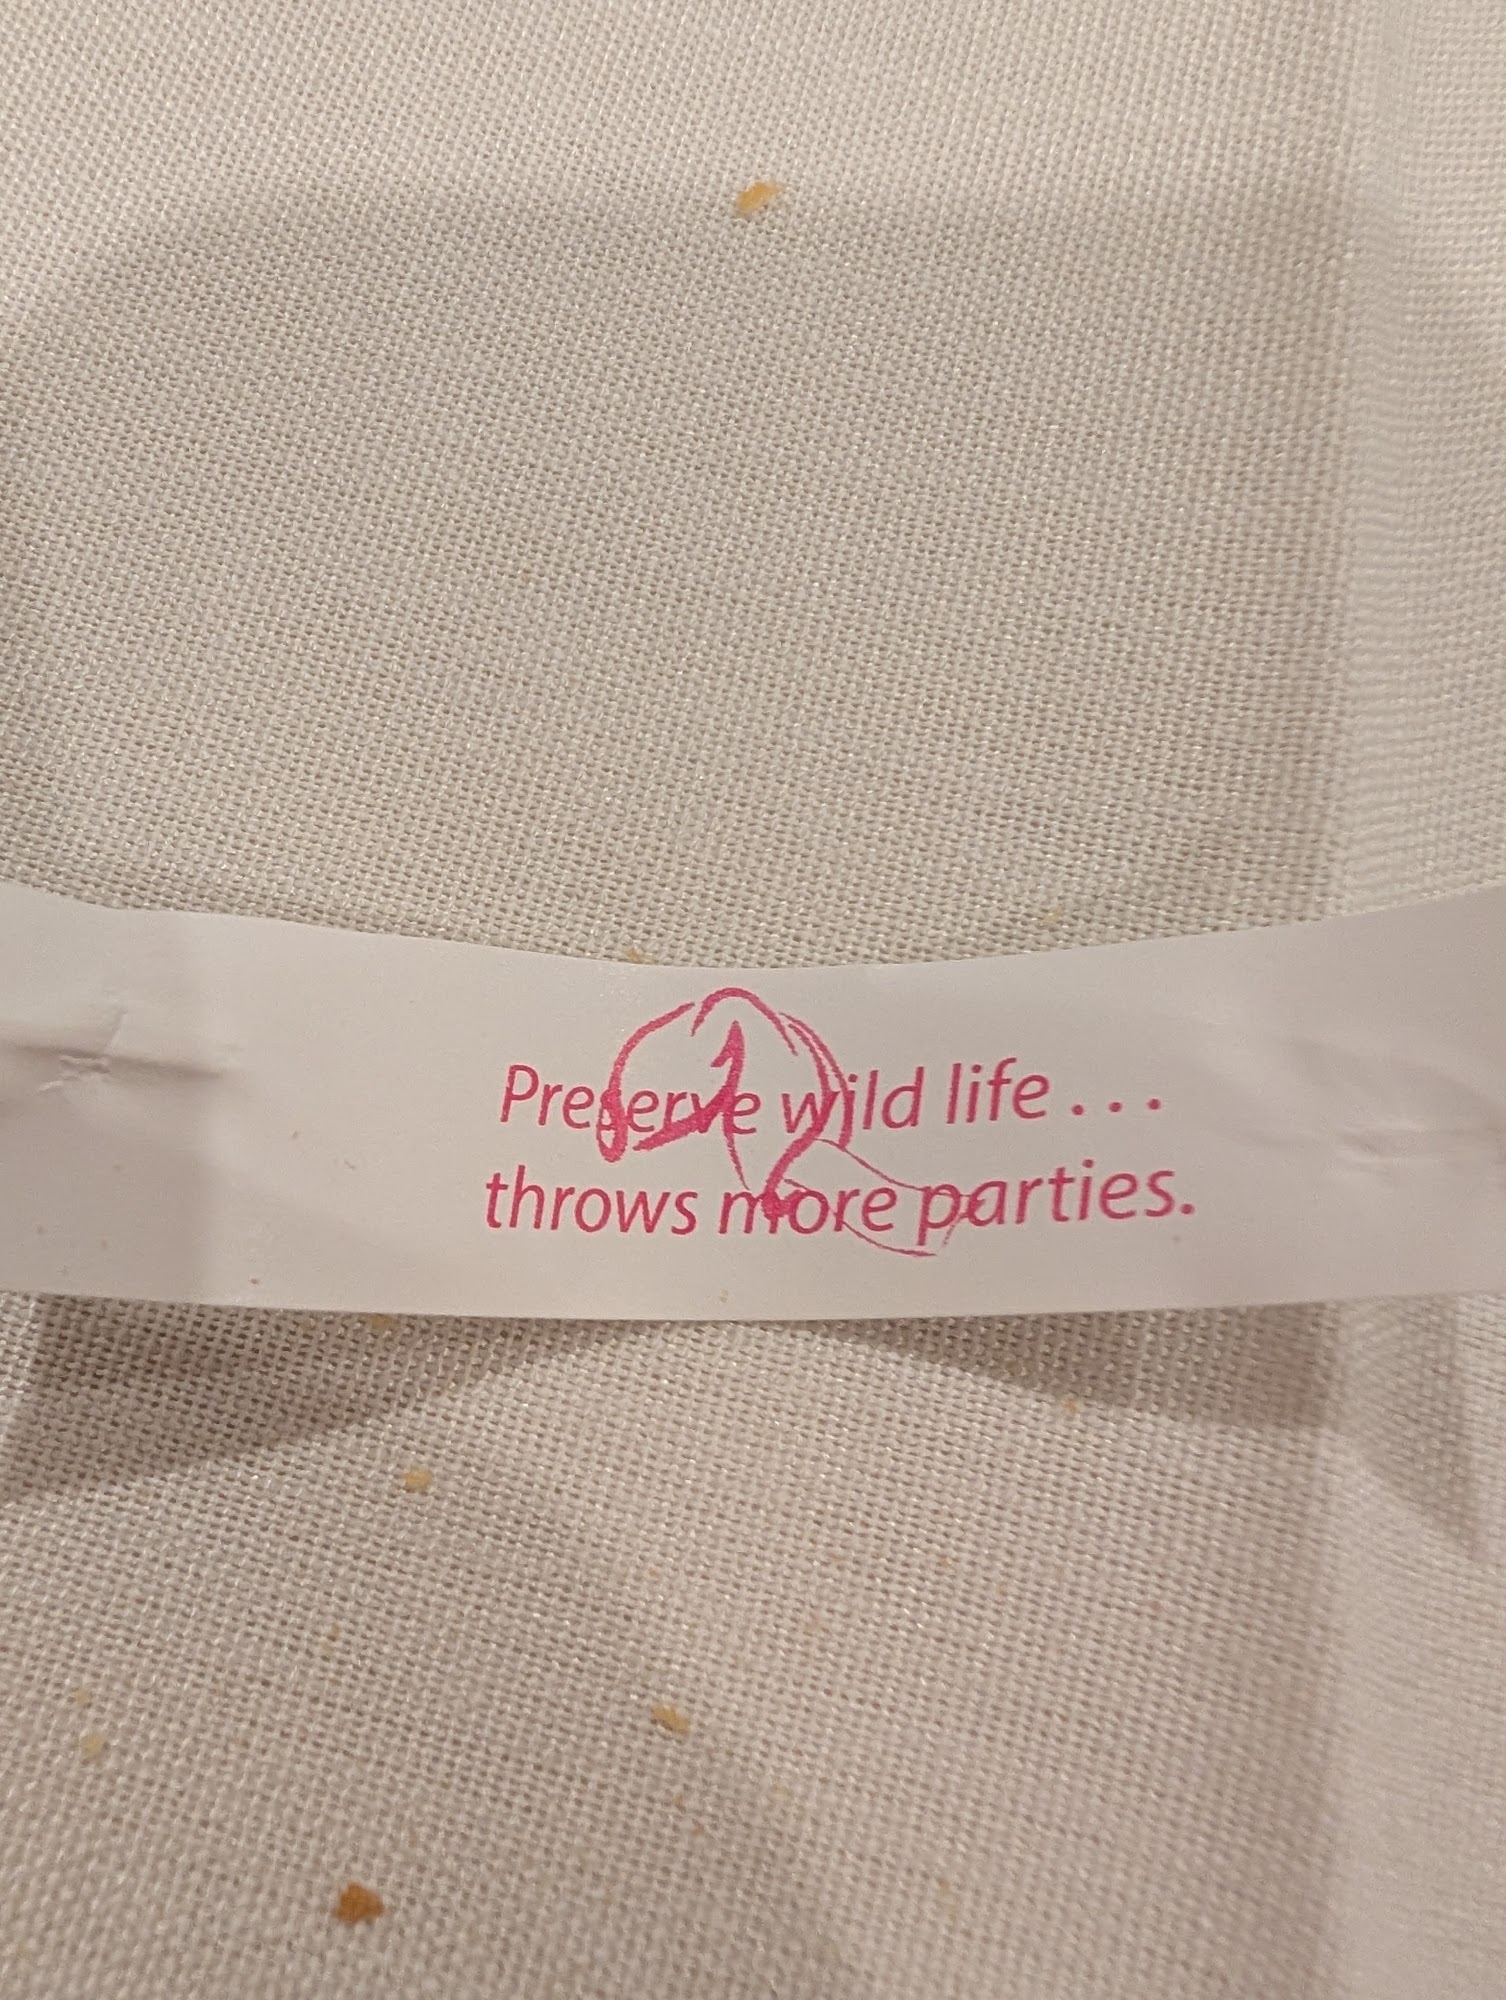 Preserve wild life . . .
throws more parties.